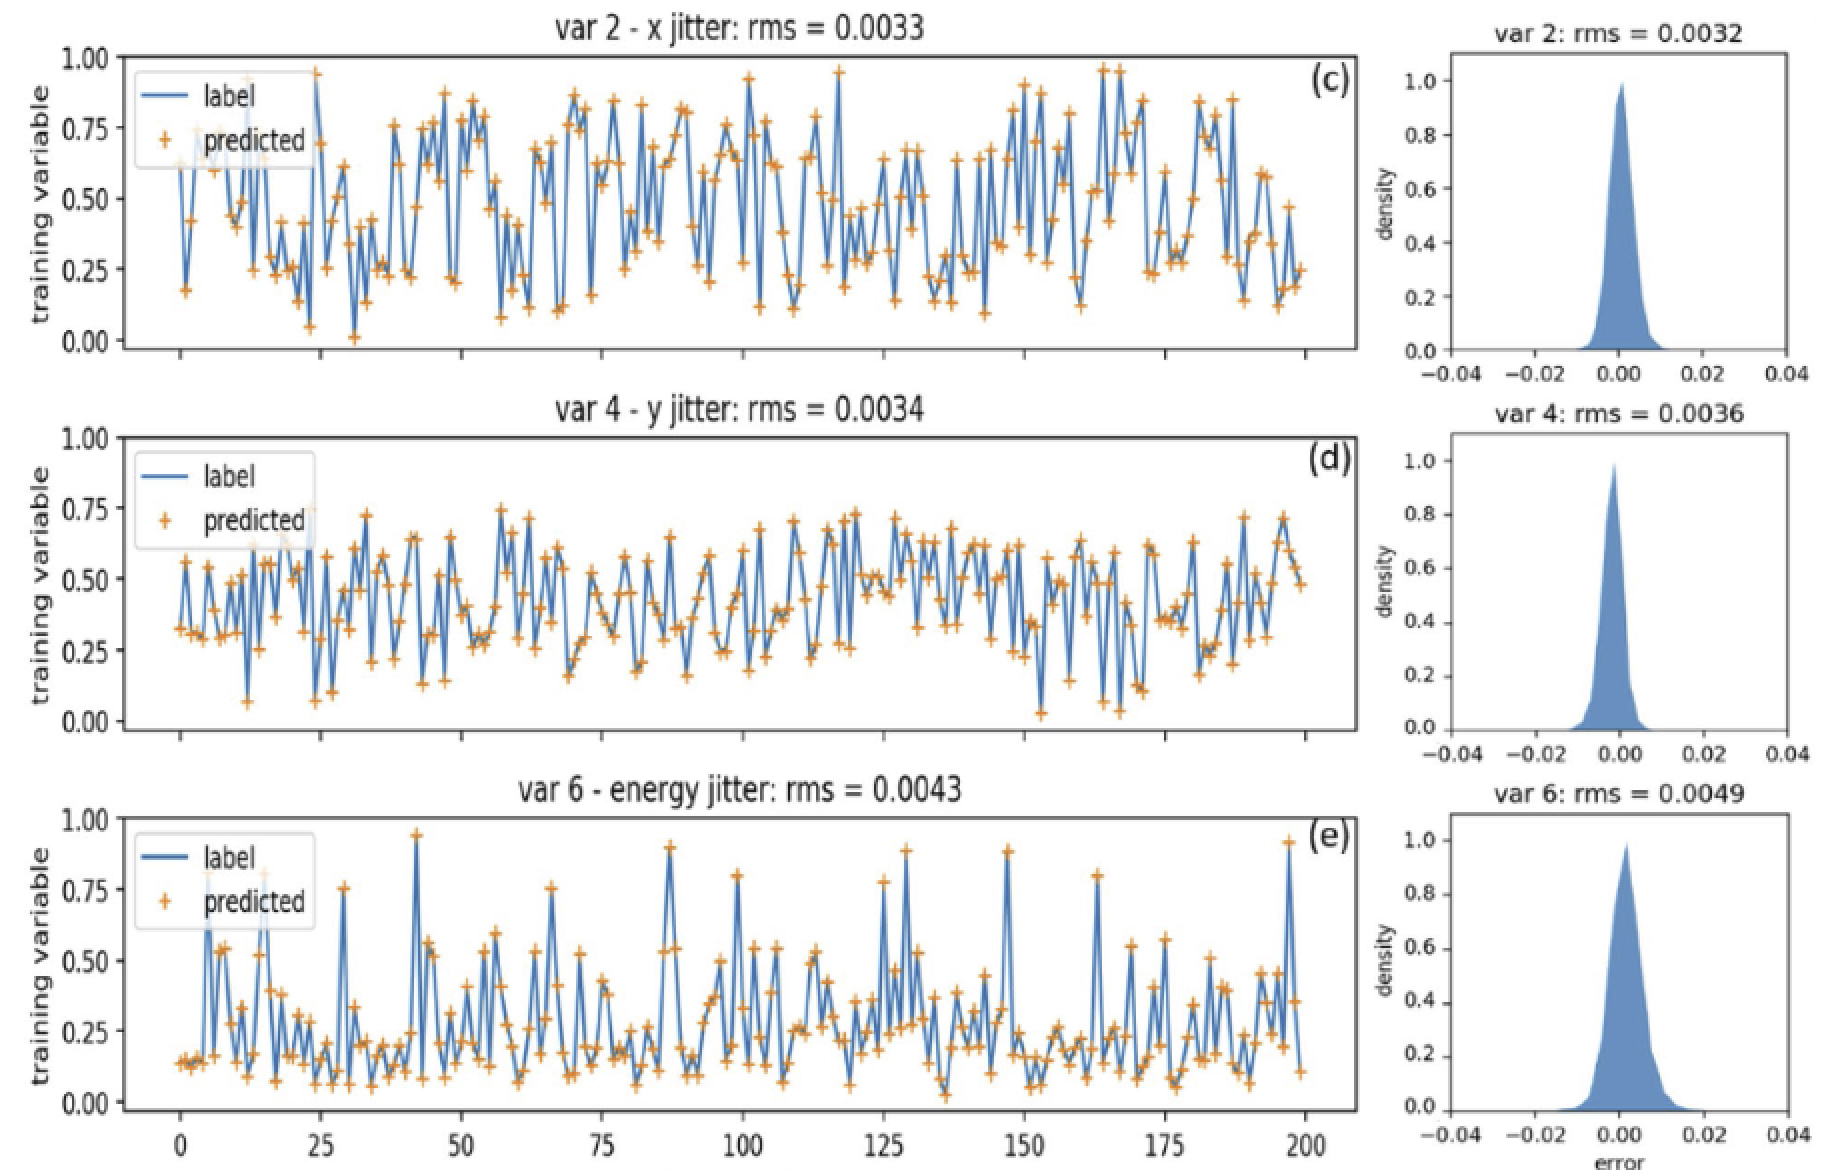 var 2 - x jitter: rms = 0.0033
(c)
label
predicted
training variable
1.00
0.75
0.50
0.25
0.00
var 2: rms = 0.0032
density
1.0
0.8
0.6
0.4
0.2
0.0
−0.04 −0.02 0.00 0.02 0.04
var 4 - y jitter: rms = 0.0034
(d)
label
predicted
training variable
1.00
0.75
0.50
0.25
0.00
var 4: rms = 0.0036
density
1.0
0.8
0.6
0.4
0.2
0.0
−0.04 −0.02 0.00 0.02 0.04
var 6 - energy jitter: rms = 0.0043
(e)
label
predicted
training variable
1.00
0.75
0.50
0.25
0.00
0 25 50 75 100 125 150 175 200
var 6: rms = 0.0049
density
1.0
0.8
0.6
0.4
0.2
0.0
−0.04 −0.02 0.00 0.02 0.04
error